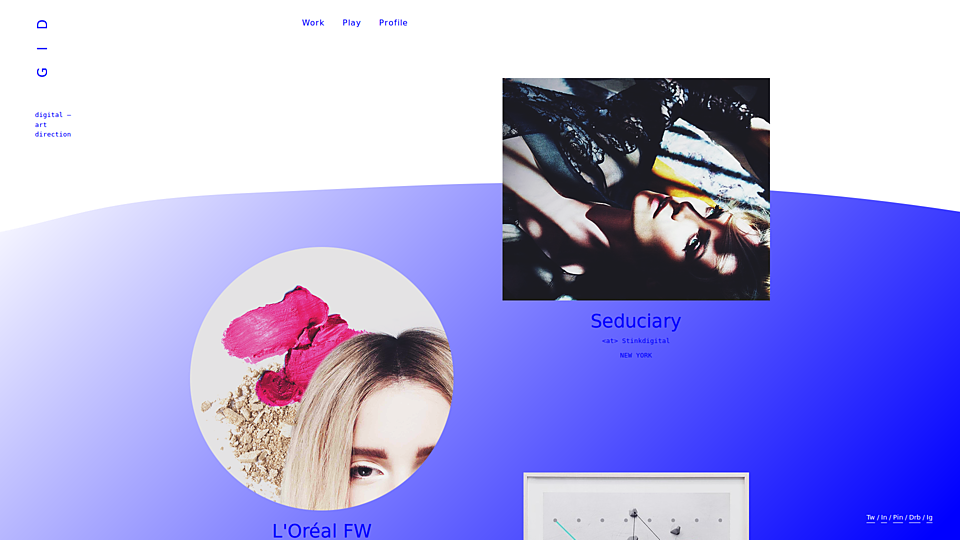 G I D
Work Play Profile
digital —
art
direction
Seduciary
<at> Stinkdigital
NEW YORK
L'Oréal FW
Tw / In / Pin / Drb / Ig